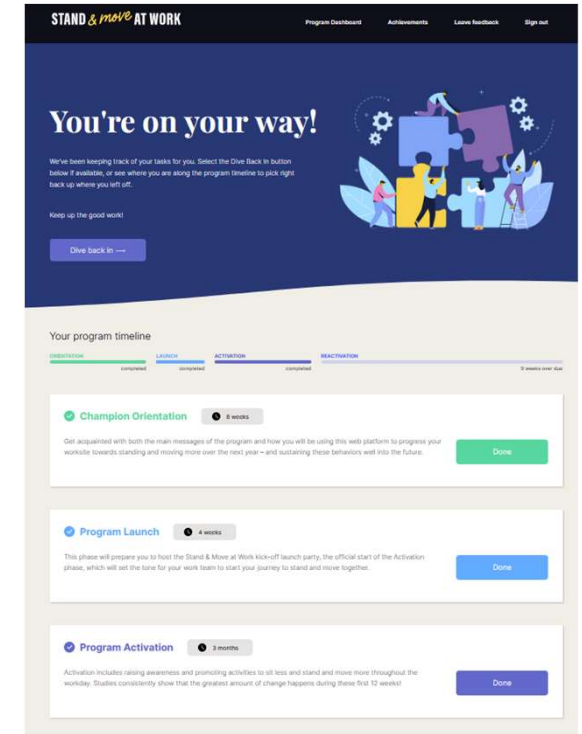 STAND & move AT WORK
Program Dashboard
Achievements
Leave feedback
Sign out
You're on your way!
We've been keeping track of your tasks for you. Select the Dive Back In button
below if available, or see where you are along the program timeline to pick right
back up where you left off.
Keep up the good work!
Dive back in →
Your program timeline
ORIENTATION
LAUNCH
ACTIVATION
REACTIVATION
completed
completed
completed
weeks over due
Champion Orientation
8 weeks
Get acquainted with both the main messages of the program and how you will be using this web platform to progress your
worksite towards standing and moving more over the next year – and sustaining these behaviors well into the future.
Done
Program Launch
4 weeks
This phase will prepare you to host the Stand & Move at Work kick-off launch party, the official start of the Activation
phase, which will set the tone for your work team to start your journey to stand and move together.
Done
Program Activation
3 months
Activation includes raising awareness and promoting activities to sit less and stand and move more throughout the
workday. Studies consistently show that the greatest amount of change happens during these first 12 weeks!
Done